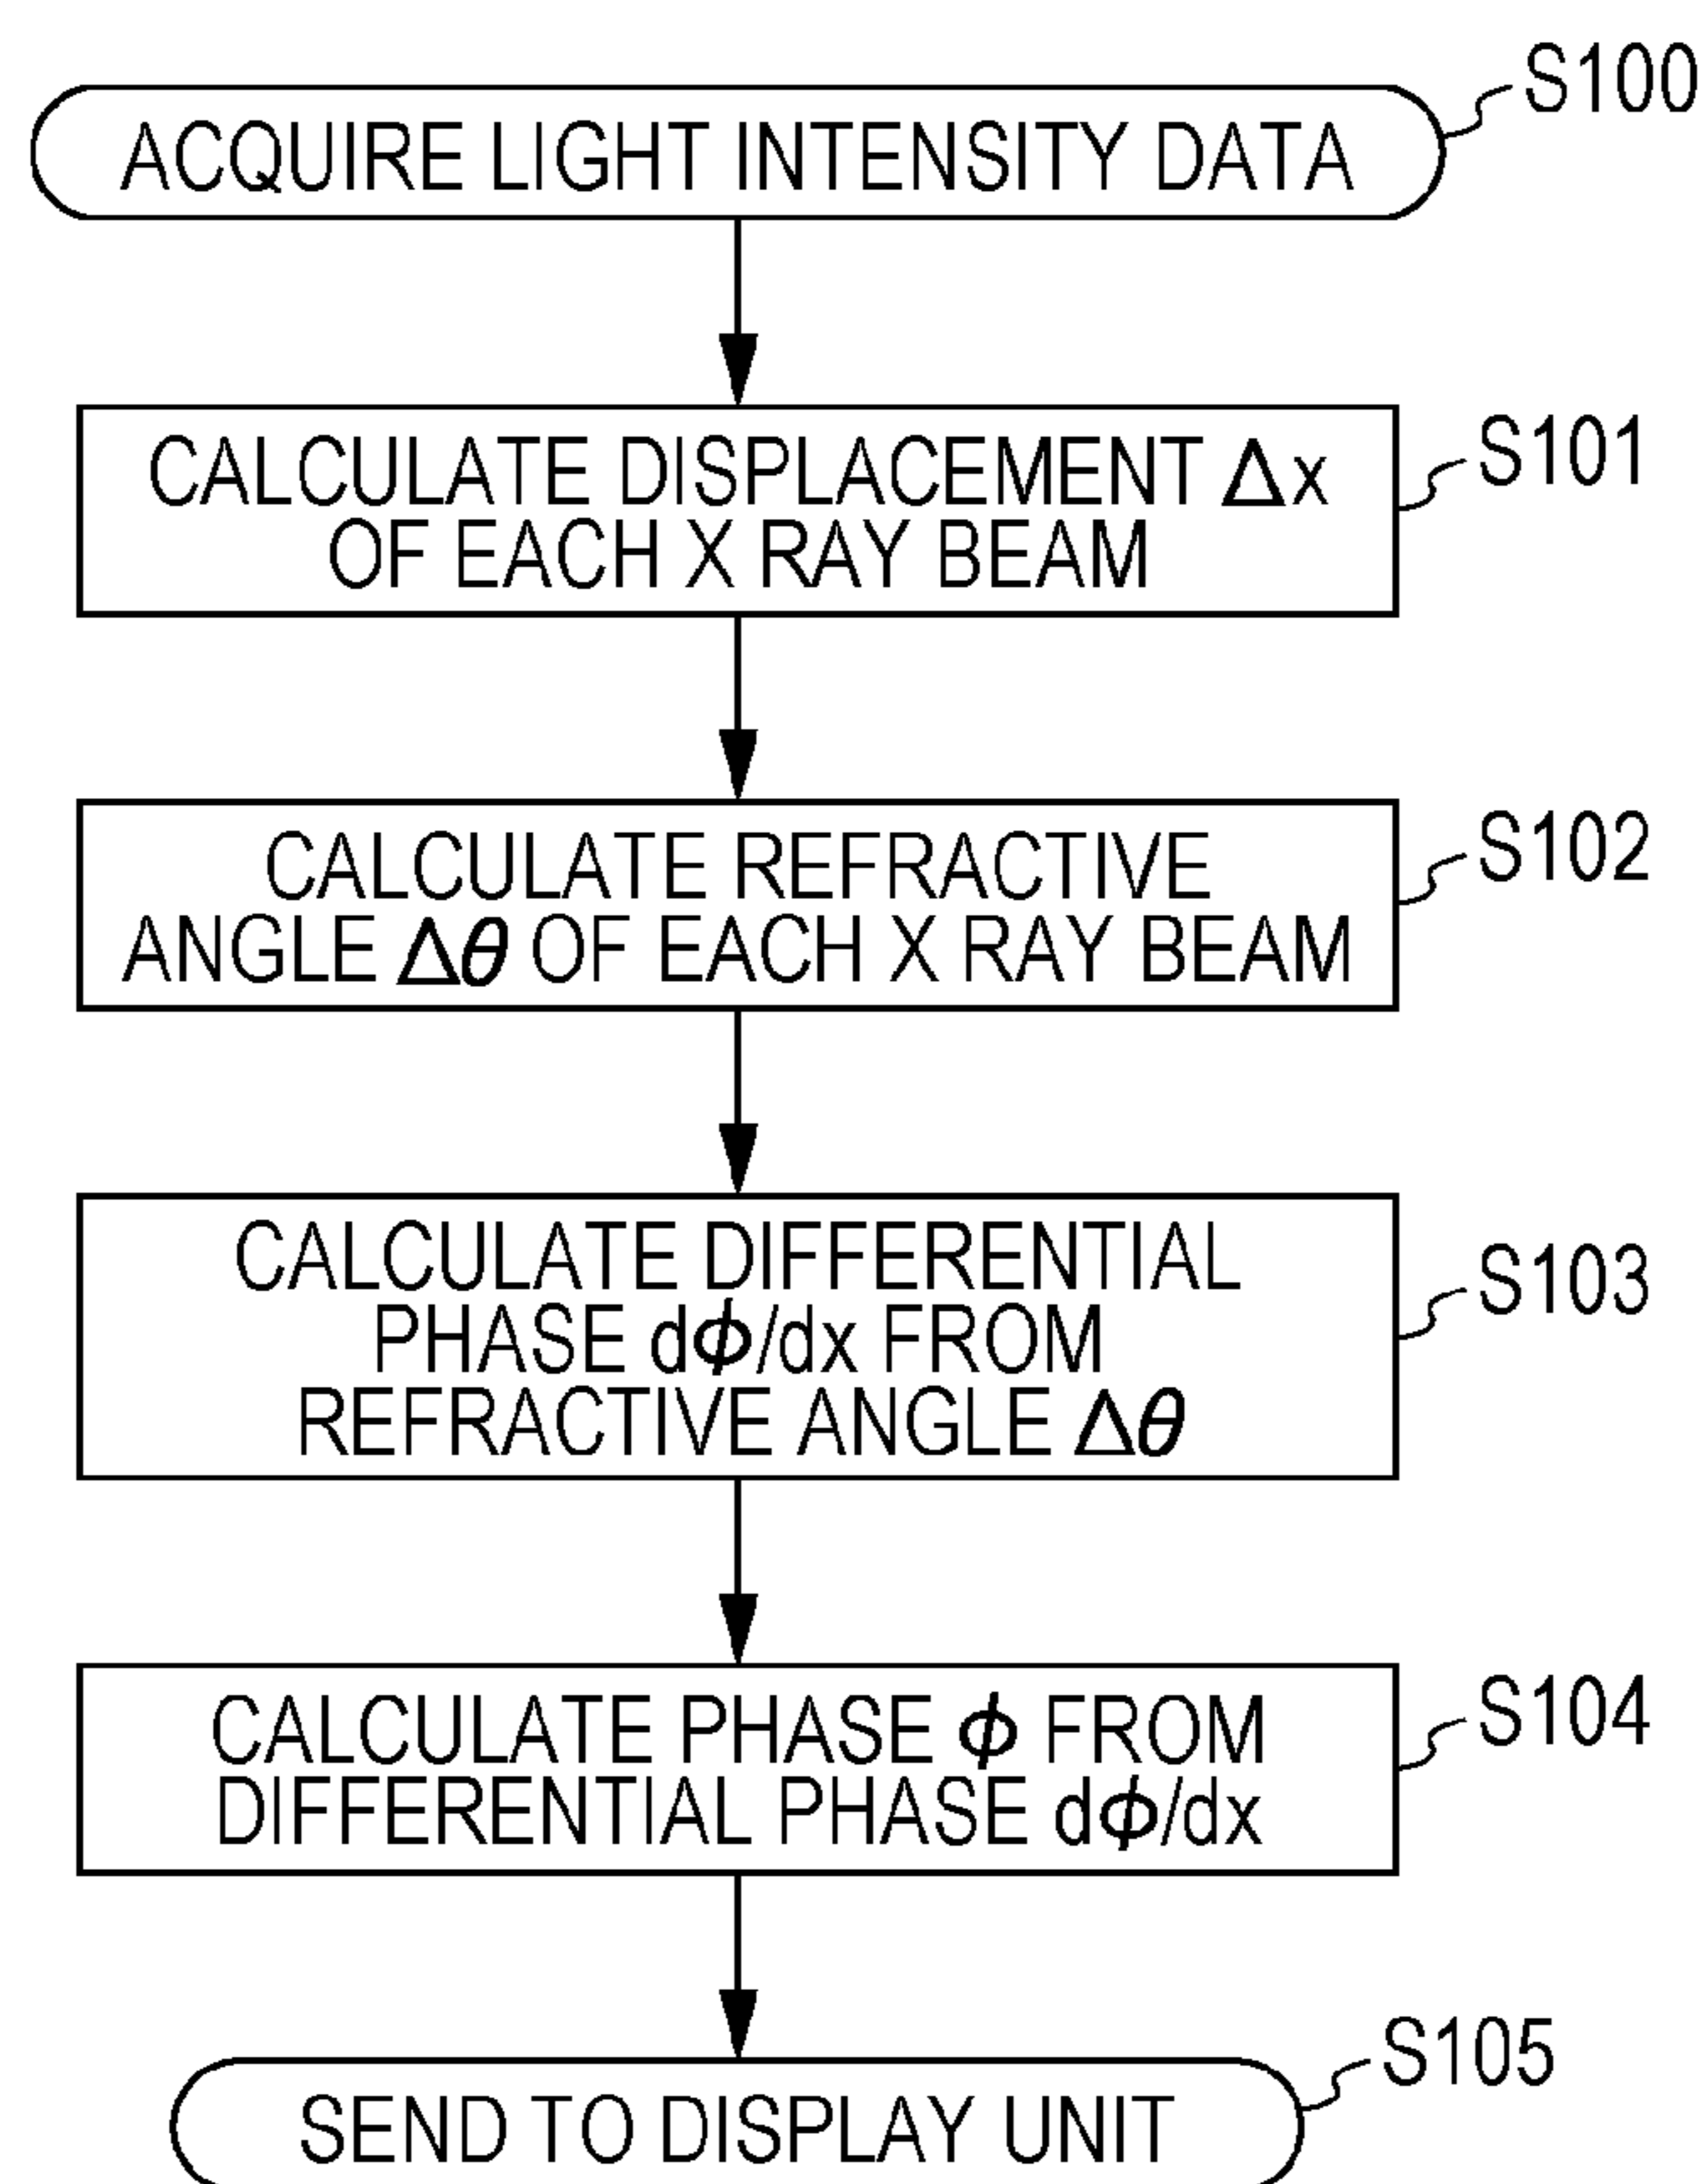 S100
ACQUIRE LIGHT INTENSITY DATA
S101
CALCULATE DISPLACEMENT Δx
OF EACH X RAY BEAM
S102
CALCULATE REFRACTIVE
ANGLE Δθ OF EACH X RAY BEAM
S103
CALCULATE DIFFERENTIAL
PHASE dϕ/dx FROM
REFRACTIVE ANGLE Δθ
S104
CALCULATE PHASE ϕ FROM
DIFFERENTIAL PHASE dϕ/dx
S105
SEND TO DISPLAY UNIT